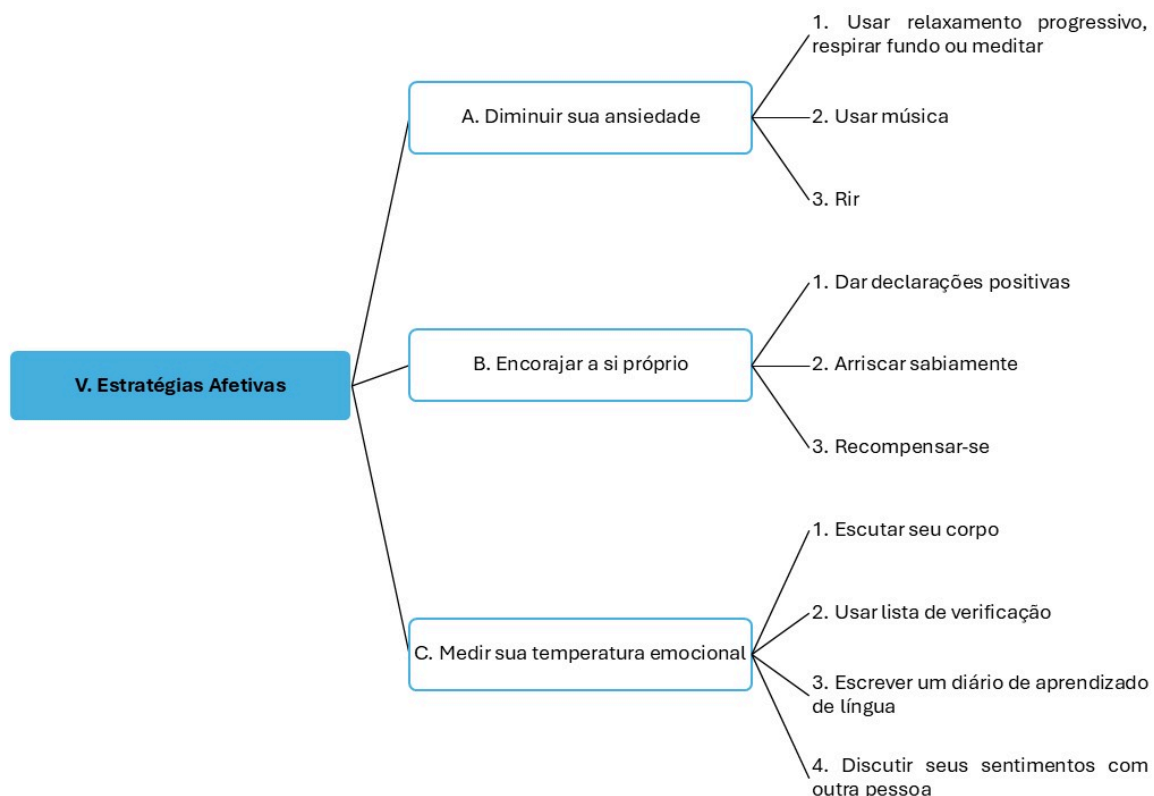 V. Estratégias Afetivas
A. Diminuir sua ansiedade
1. Usar relaxamento progressivo,
respirar fundo ou meditar
2. Usar música
3. Rir
B. Encorajar a si próprio
1. Dar declarações positivas
2. Arriscar sabiamente
3. Recompensar-se
C. Medir sua temperatura emocional
1. Escutar seu corpo
2. Usar lista de verificação
3. Escrever um diário de aprendizado
de língua
4. Discutir seus sentimentos com
outra pessoa